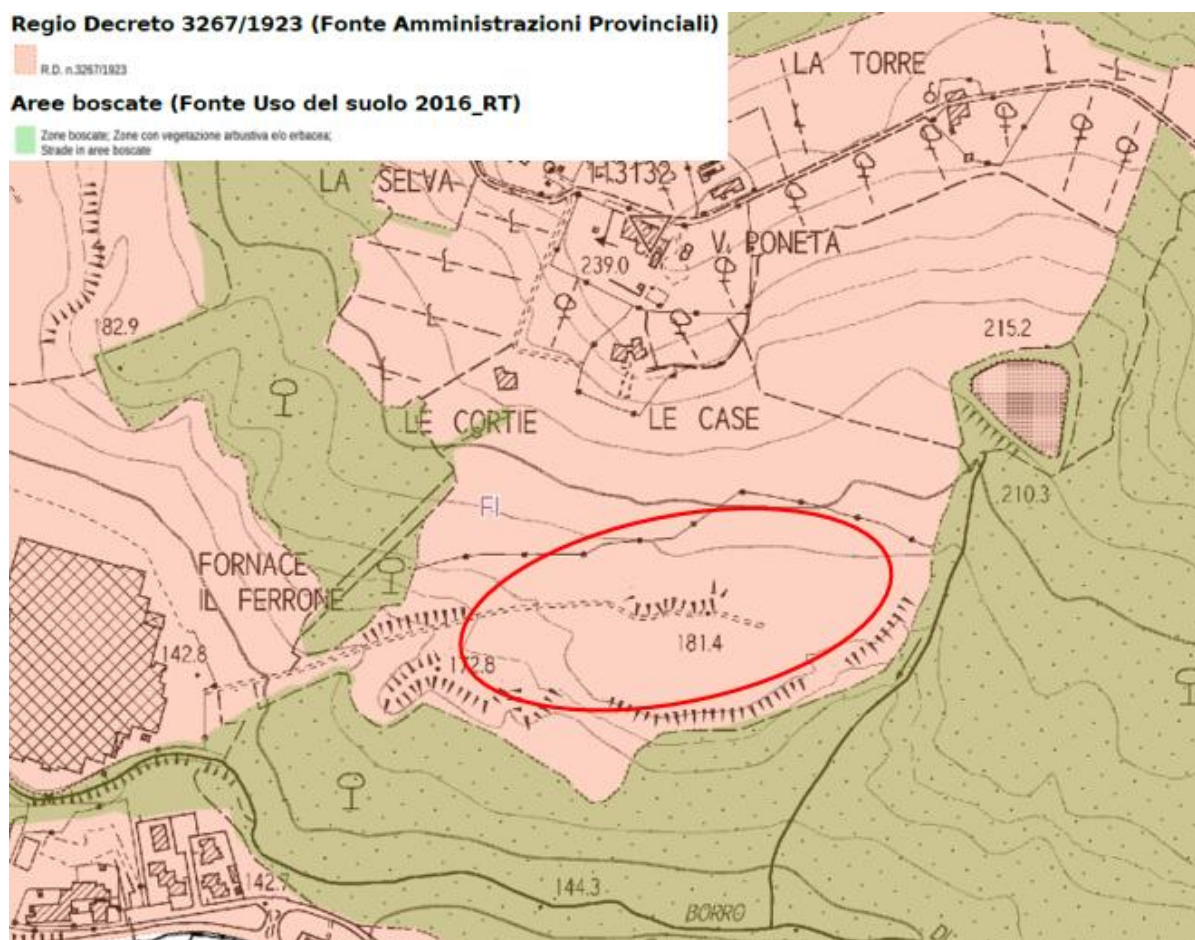 Regio Decreto 3267/1923 (Fonte Amministrazioni Provinciali)
R.D. n.3267/1923
Aree boscate (Fonte Uso del suolo 2016_RT)
Zone boscate; Zone con vegetazione arbustiva e/o erbacea;
Strade in aree boscate
LA TORRE
LA SELVA
V. PONETA
239.0
182.9
215.2
LE CORTIE
LE CASE
210.3
FI
FORNACE
IL FERRONE
142.8
172.8
181.4
142.7
144.3
BORRO